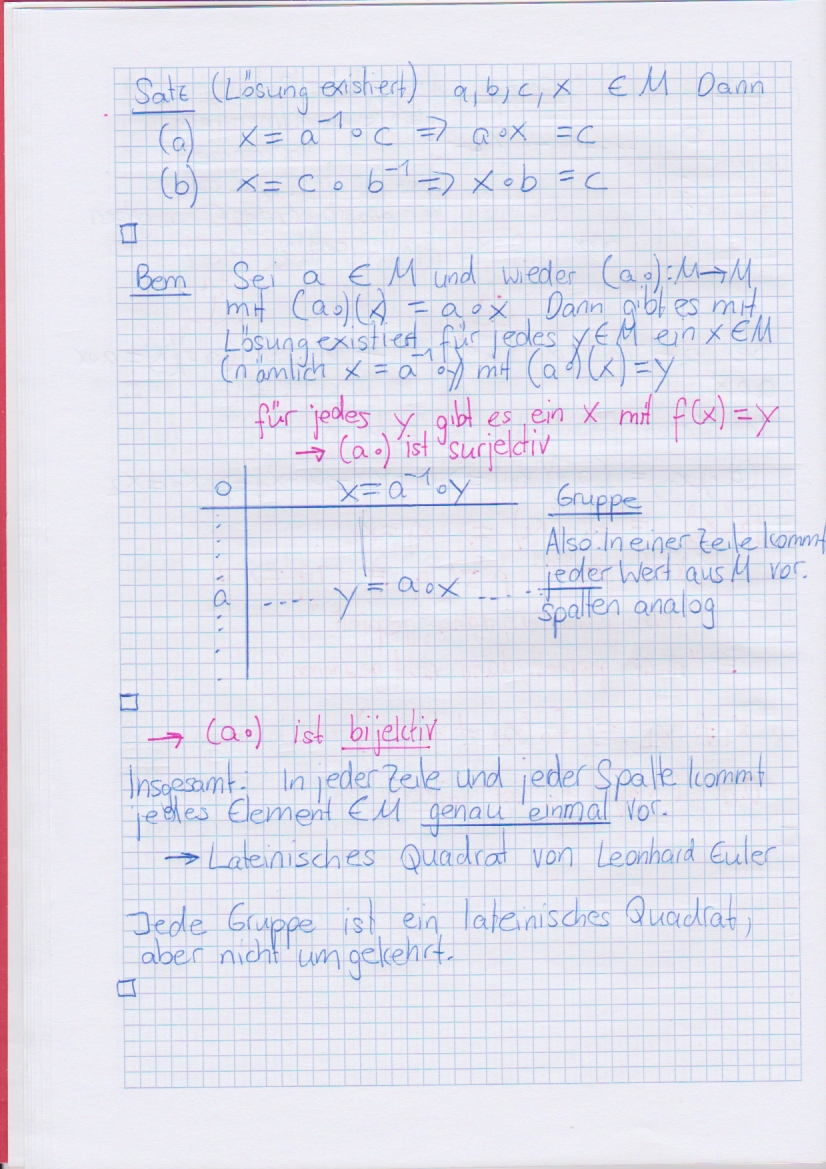 Satz (Lösung existiert) a, b, c, x ∈ M Dann
(a) x = a⁻¹ ∘ c ⇒ a∘x = c
(b) x = c ∘ b⁻¹ ⇒ x∘b = c
Bem Sei a ∈ M und wieder (a∘): M→M
mit (a∘)(x) = a∘x Dann gibt es mit
Lösung existiert für jedes y∈M ein x∈M
(nämlich x = a⁻¹∘y) mit (a∘)(x) = y
für jedes y gibt es ein x mit f(x) = y
→ (a∘) ist surjektiv
∘ x = a⁻¹∘y
Gruppe
Also: In einer Zeile kommt
jeder Wert aus M vor.
a .... y = a∘x .....
Spalten analog
→ (a∘) ist bijektiv
Insgesamt: In jeder Zeile und jeder Spalte kommt
jedes Element ∈M genau einmal vor.
→ Lateinisches Quadrat von Leonhard Euler
Jede Gruppe ist ein lateinisches Quadrat,
aber nicht umgekehrt.